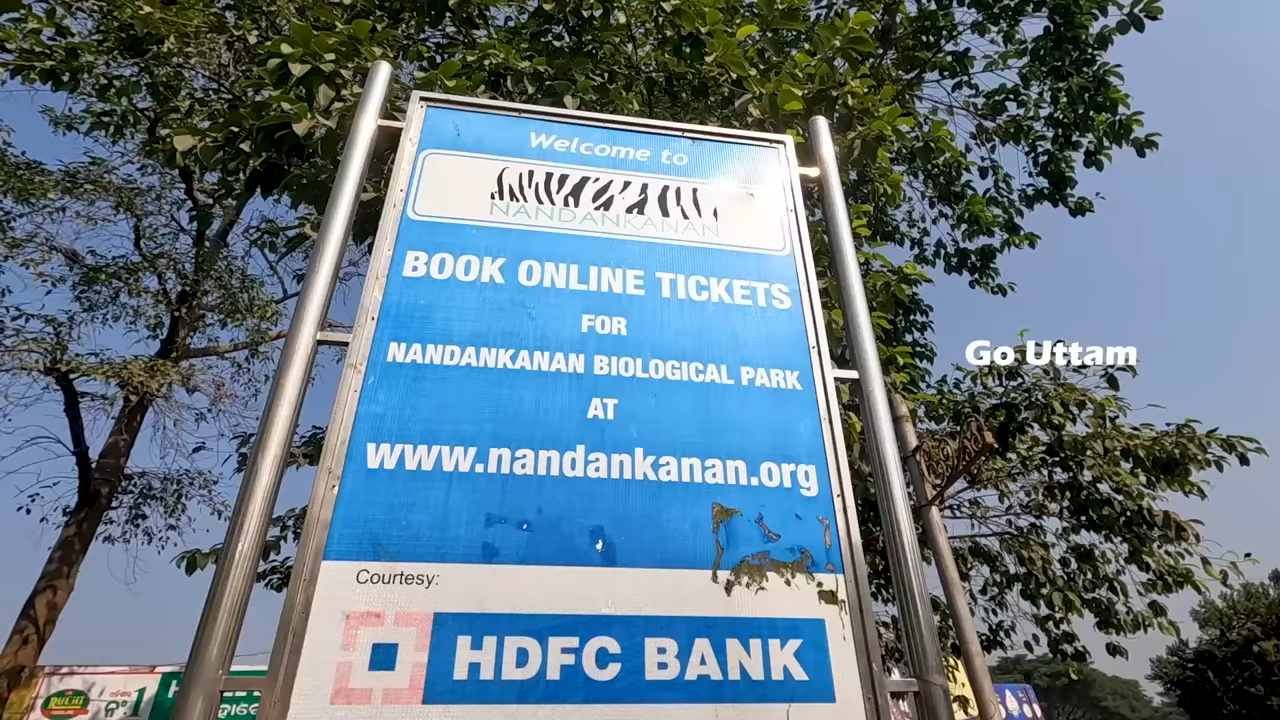 Welcome to
NANDANKANAN
BOOK ONLINE TICKETS
FOR
NANDANKANAN BIOLOGICAL PARK
AT
www.nandankanan.org
Go Uttam
Courtesy:
HDFC BANK
RUCHI
ନଂ:1